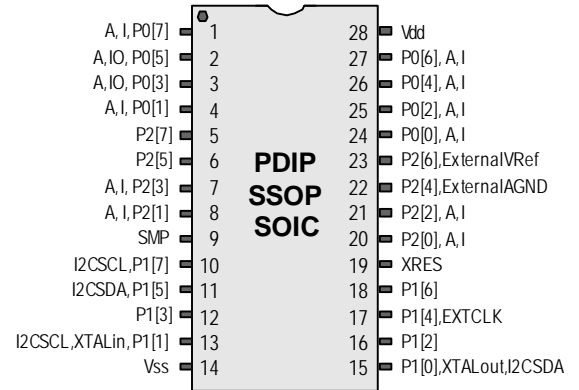 A, I, P0[7] 1 28 Vdd
A, IO, P0[5] 2 27 P0[6], A, I
A, IO, P0[3] 3 26 P0[4], A, I
A, I, P0[1] 4 25 P0[2], A, I
P2[7] 5 24 P0[0], A, I
P2[5] 6 PDIP 23 P2[6],ExternalVRef
A, I, P2[3] 7 SSOP 22 P2[4],ExternalAGND
A, I, P2[1] 8 SOIC 21 P2[2], A, I
SMP 9 20 P2[0], A, I
I2CSCL,P1[7] 10 19 XRES
I2CSDA, P1[5] 11 18 P1[6]
P1[3] 12 17 P1[4],EXTCLK
I2CSCL,XTALin, P1[1] 13 16 P1[2]
Vss 14 15 P1[0],XTALout,I2CSDA